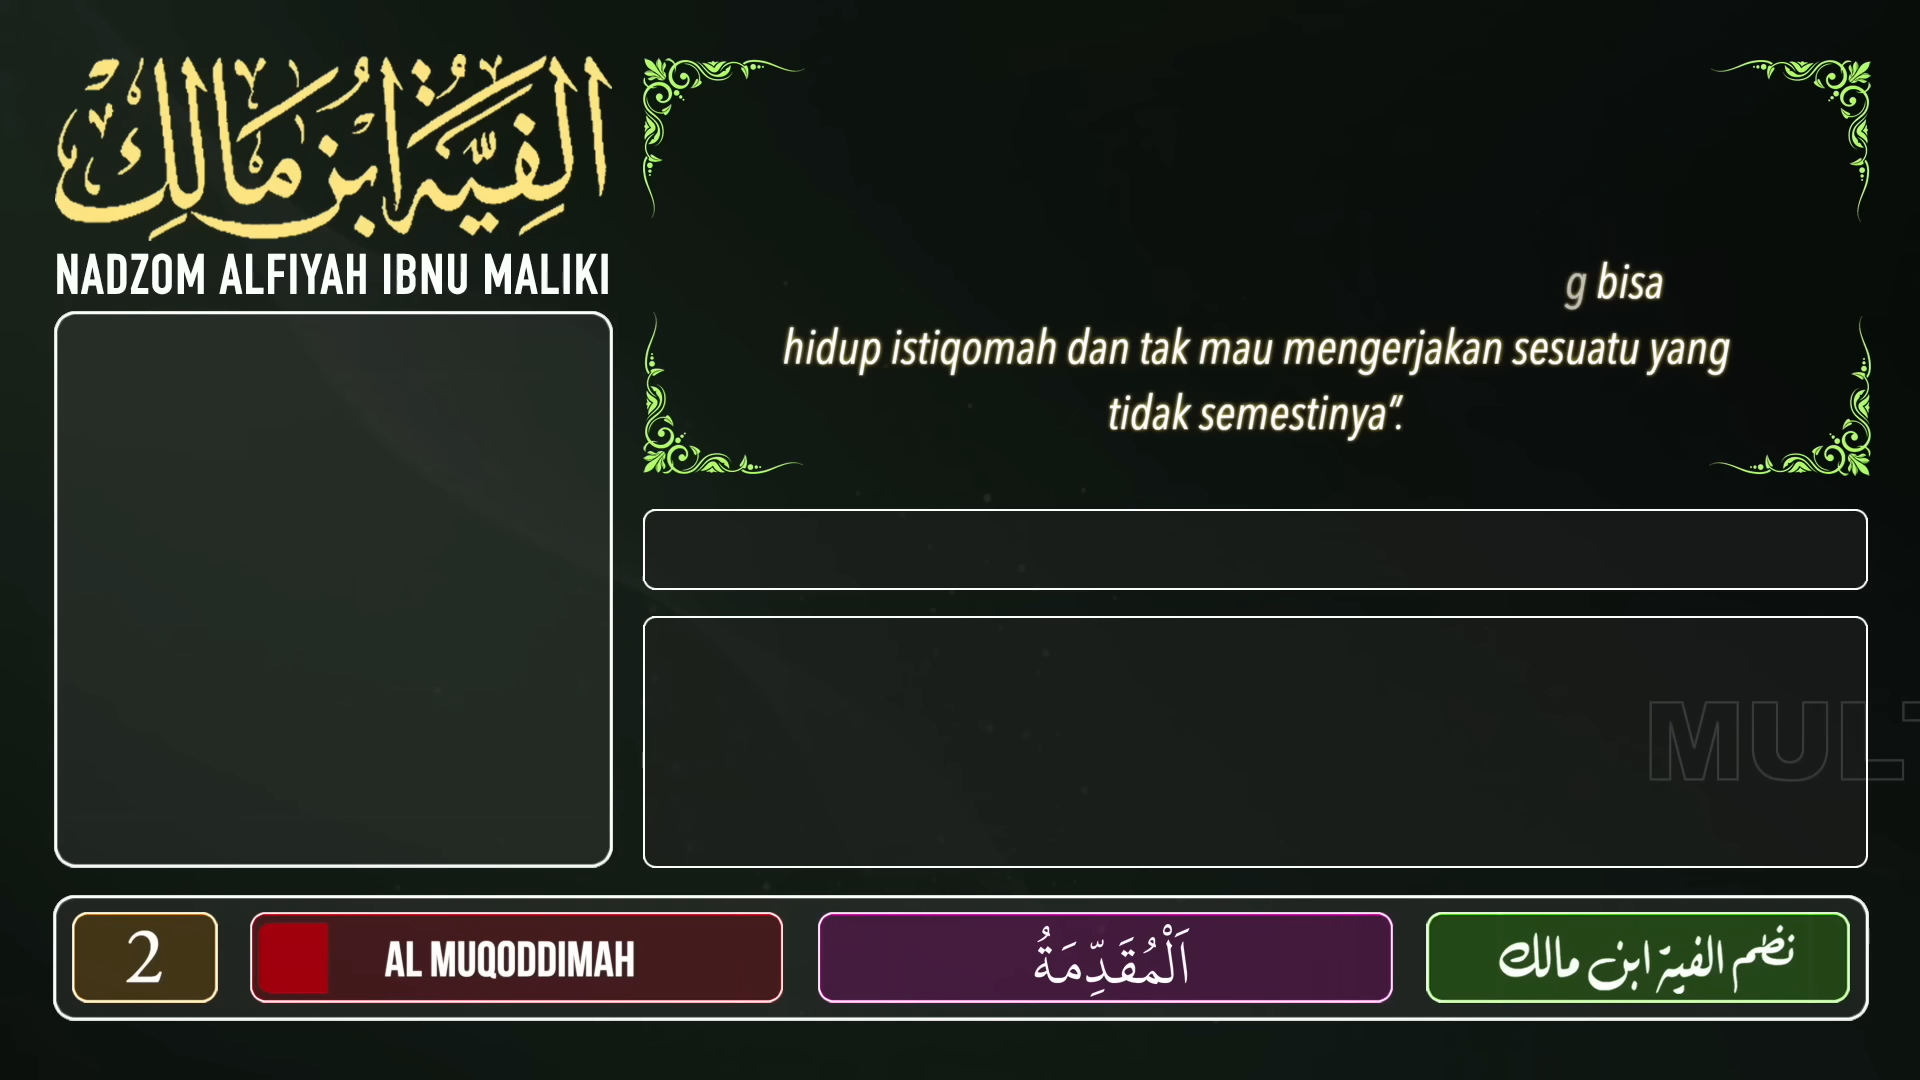 الفية ابن مالك
NADZOM ALFIYAH IBNU MALIKI
g bisa
hidup istiqomah dan tak mau mengerjakan sesuatu yang
tidak semestinya”.
MULT
2
AL MUQODDIMAH
اَلْمُقَدِّمَةُ
نظم الفية ابن مالك